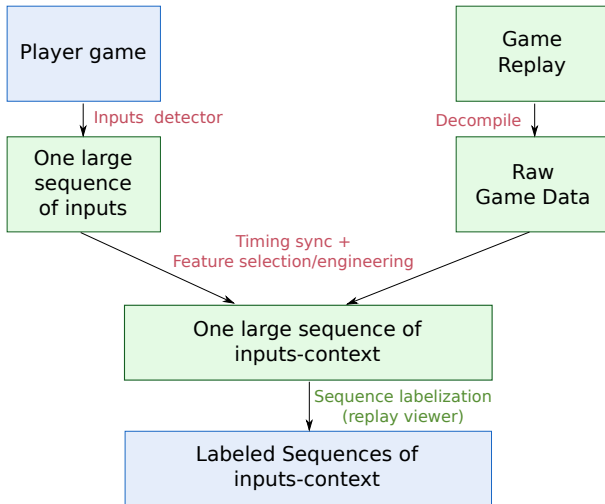 Player game
Game
Replay
Inputs detector
Decompile
One large
sequence
of inputs
Raw
Game Data
Timing sync +
Feature selection/engineering
One large sequence of
inputs-context
Sequence labelization
(replay viewer)
Labeled Sequences of
inputs-context